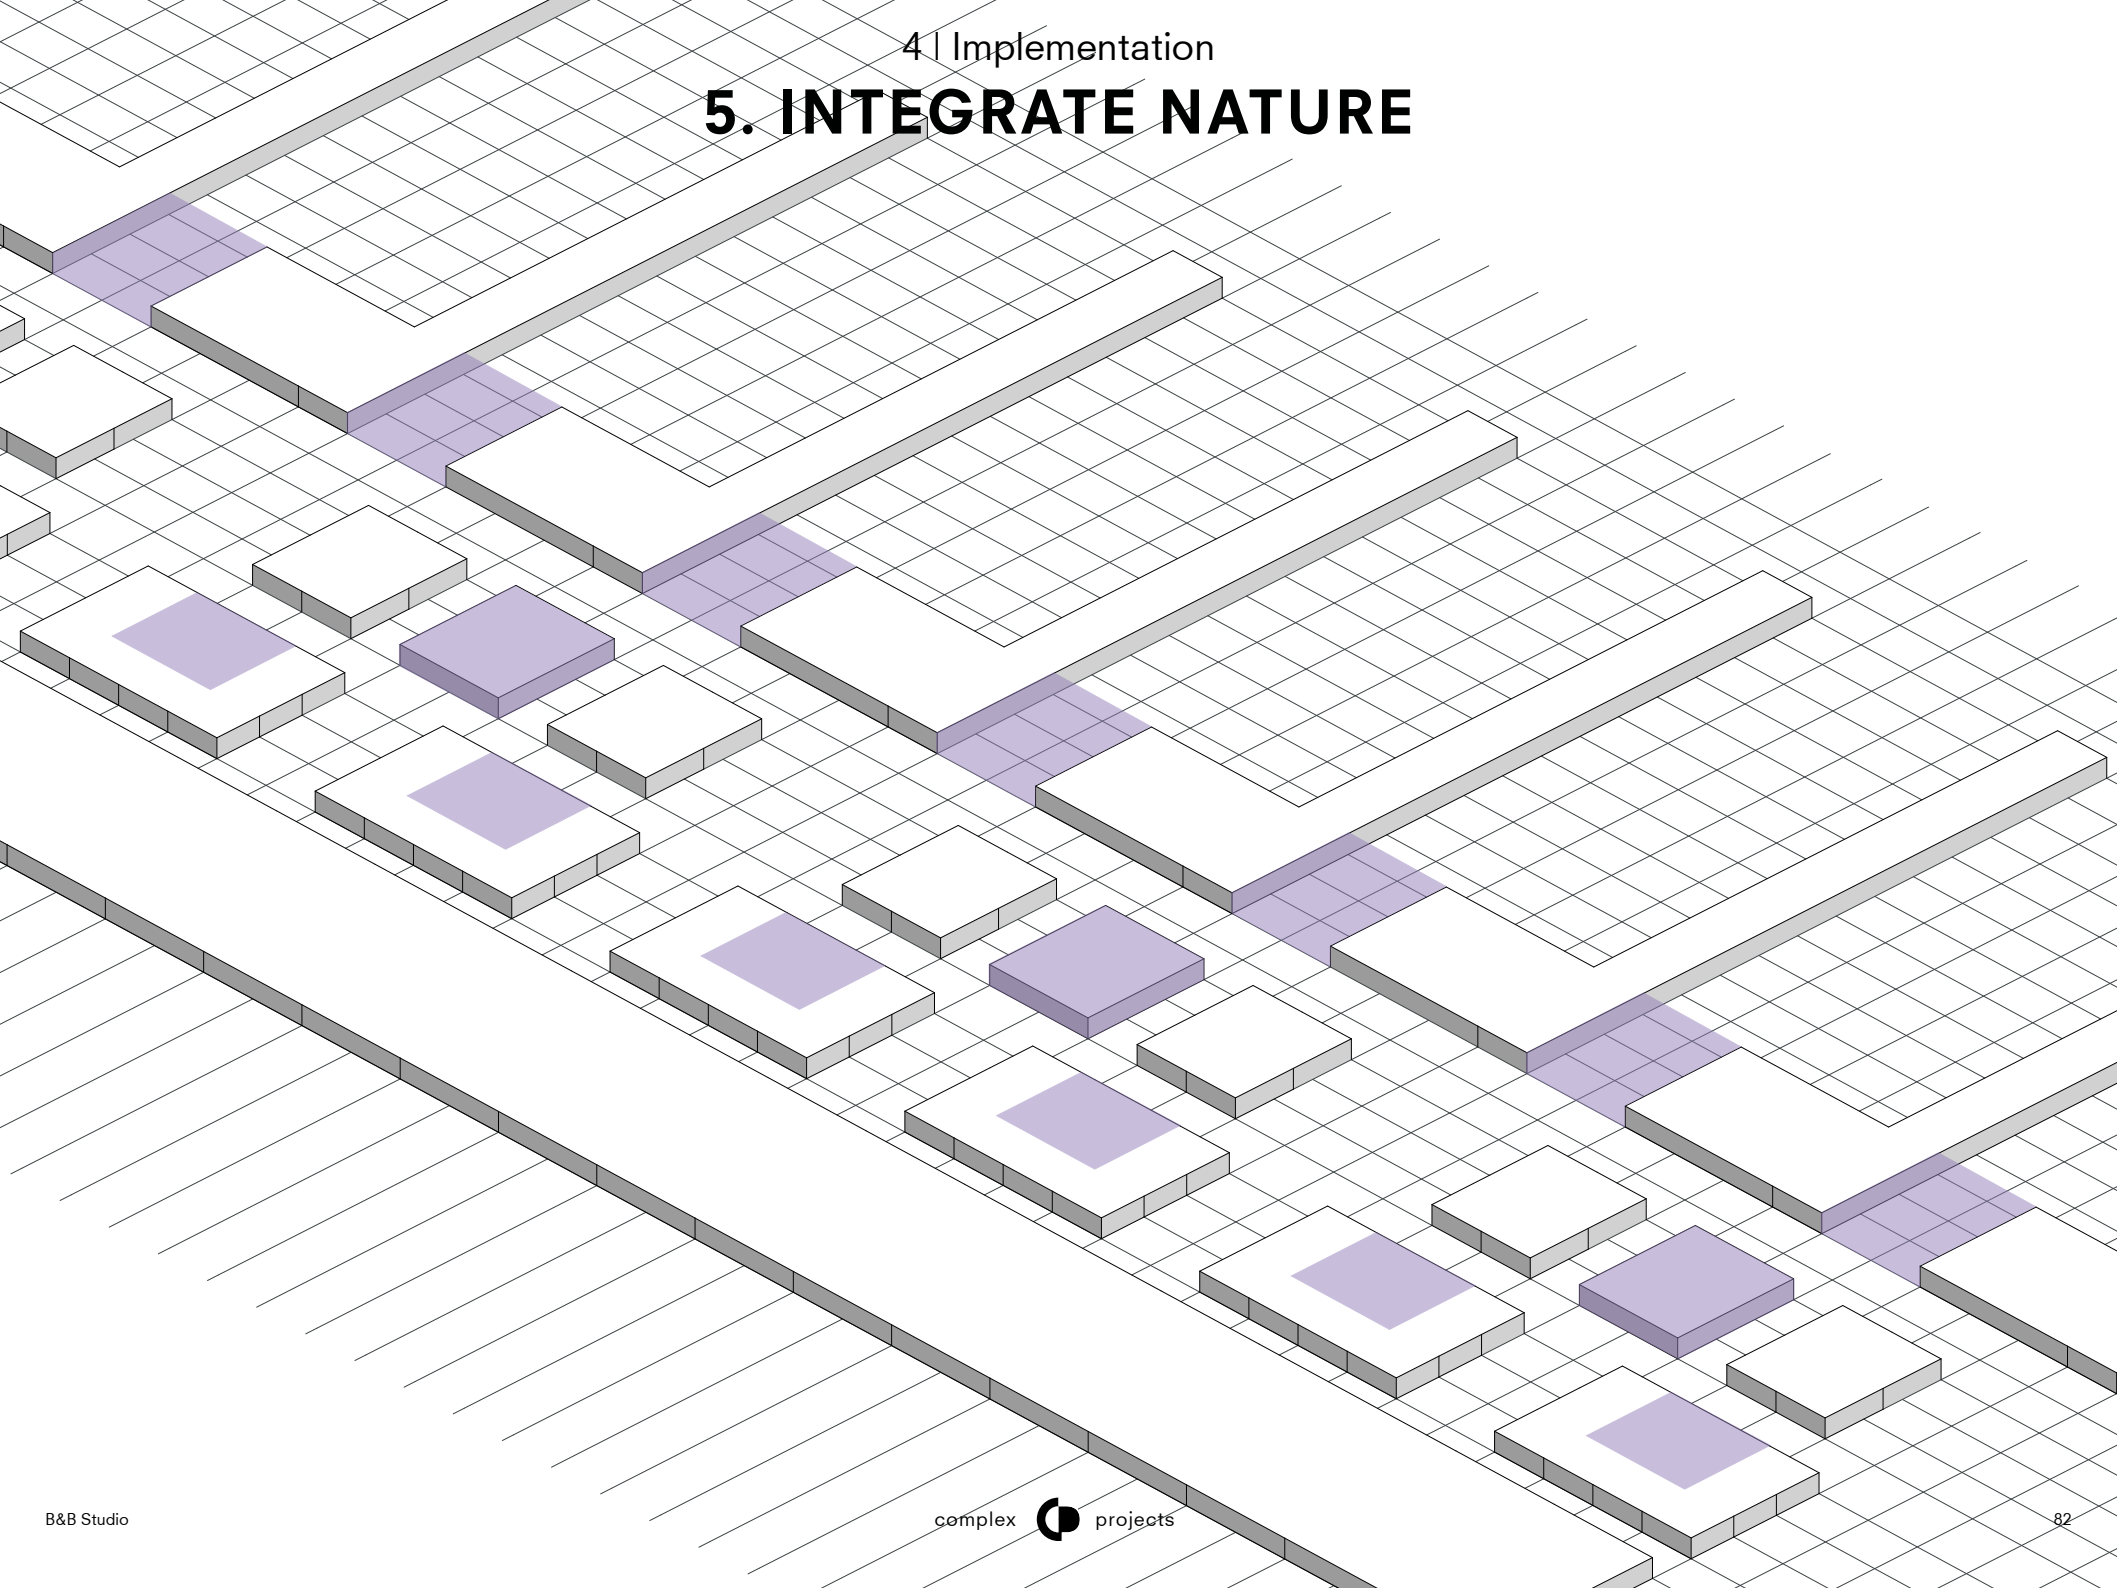 4 | Implementation
5. INTEGRATE NATURE
B&B Studio
complex projects
82